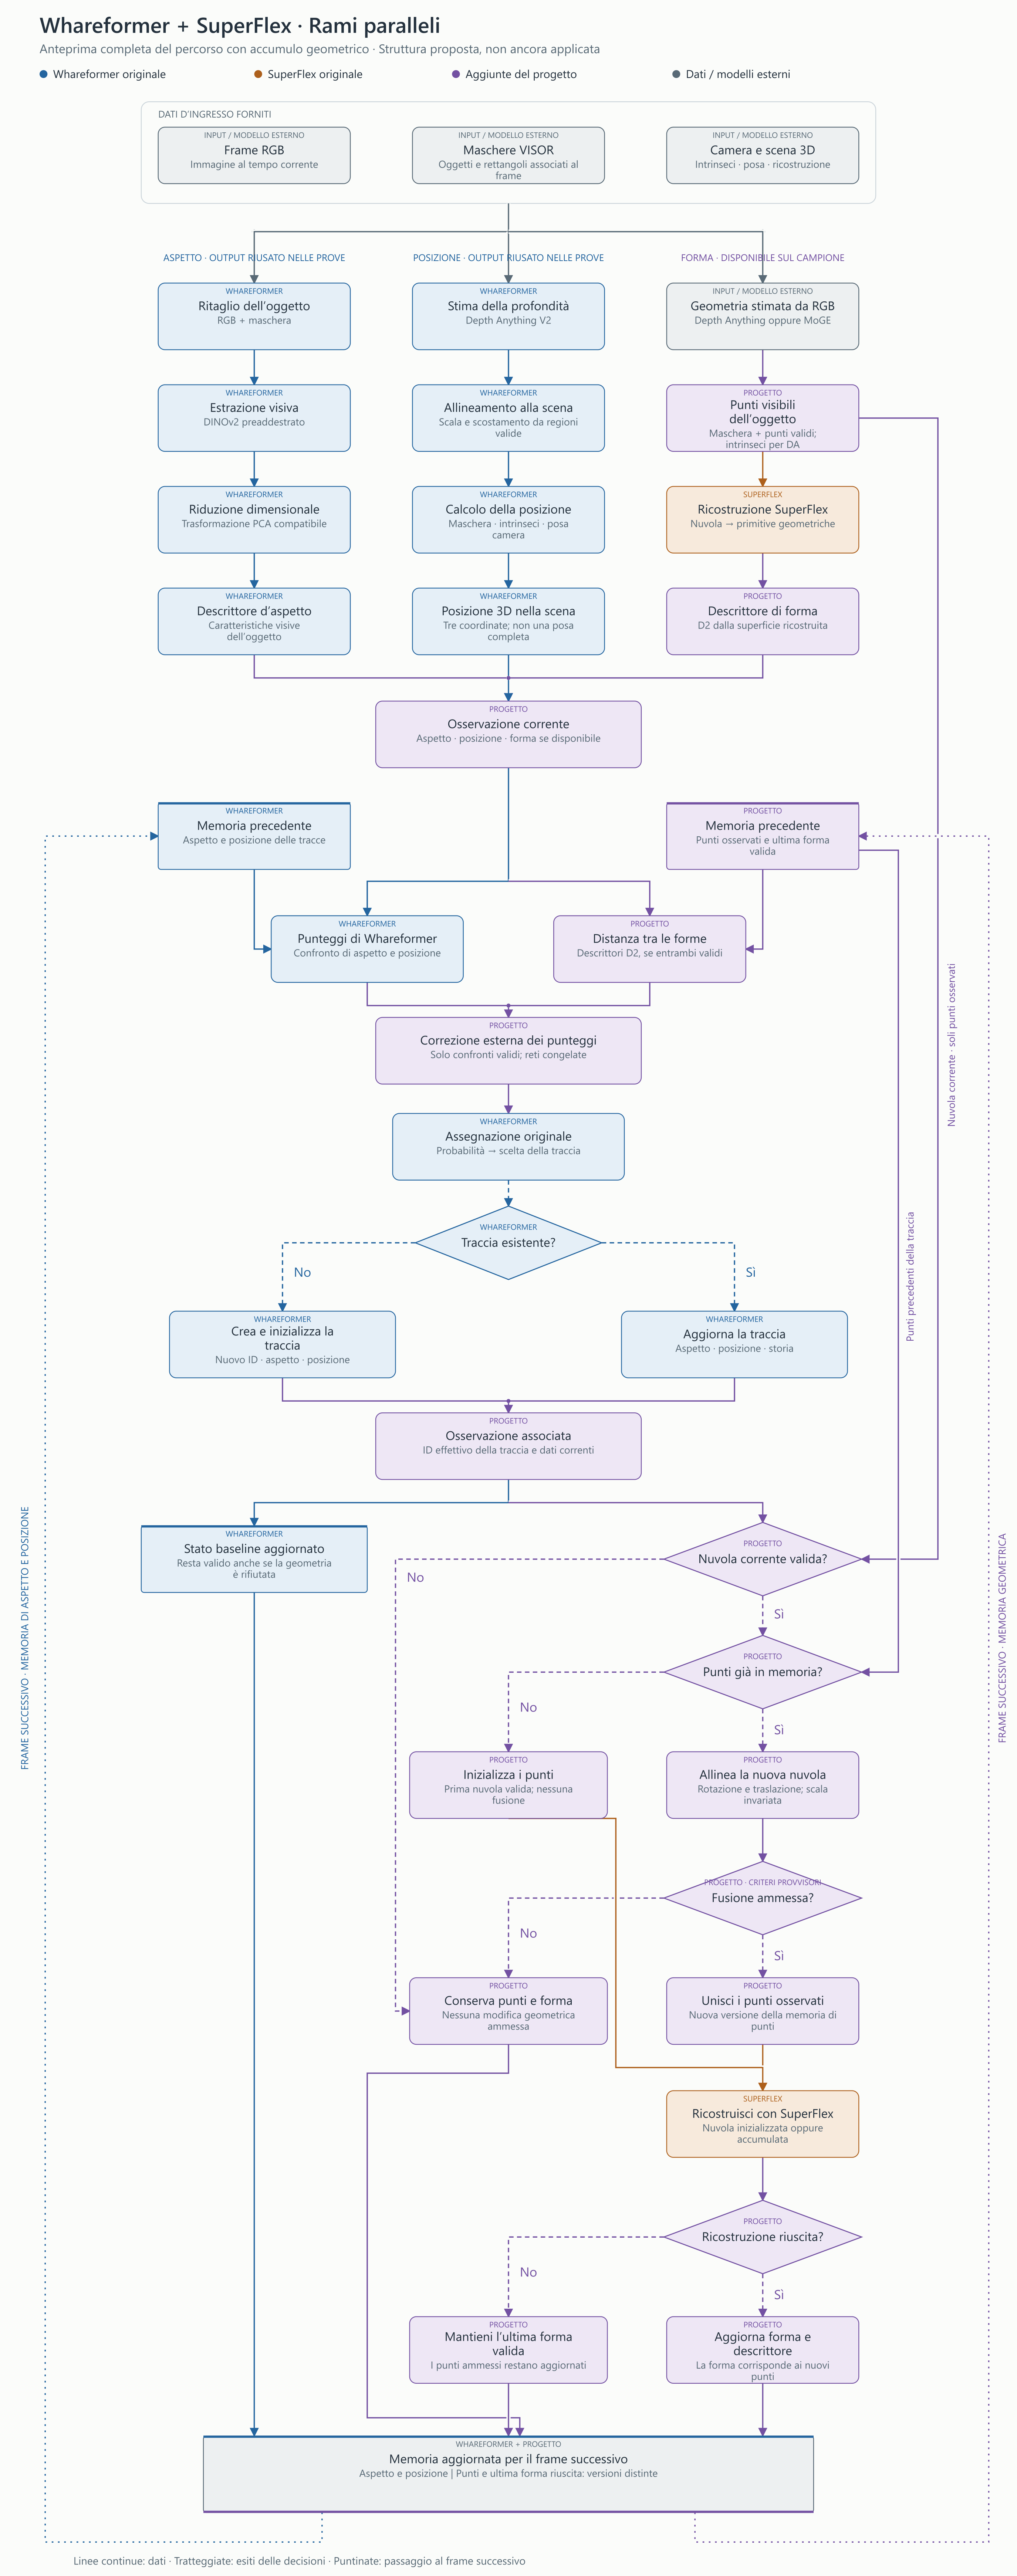 Whareformer + SuperFlex · Rami paralleli
Anteprima completa del percorso con accumulo geometrico · Struttura proposta, non ancora applicata
Whareformer originale
SuperFlex originale
Aggiunte del progetto
Dati / modelli esterni
DATI D'INGRESSO FORNITI
INPUT / MODELLO ESTERNO
Frame RGB
Immagine al tempo corrente
INPUT / MODELLO ESTERNO
Maschere VISOR
Oggetti e rettangoli associati al
frame
INPUT / MODELLO ESTERNO
Camera e scena 3D
Intrinseci · posa · ricostruzione
ASPETTO · OUTPUT RIUSATO NELLE PROVE
POSIZIONE · OUTPUT RIUSATO NELLE PROVE
FORMA · DISPONIBILE SUL CAMPIONE
WHAREFORMER
Ritaglio dell'oggetto
RGB + maschera
WHAREFORMER
Stima della profondità
Depth Anything V2
INPUT / MODELLO ESTERNO
Geometria stimata da RGB
Depth Anything oppure MoGE
WHAREFORMER
Estrazione visiva
DINOv2 preaddestrato
WHAREFORMER
Allineamento alla scena
Scala e scostamento da regioni
valide
PROGETTO
Punti visibili
dell'oggetto
Maschera + punti validi;
intrinseci per DA
WHAREFORMER
Riduzione dimensionale
Trasformazione PCA compatibile
WHAREFORMER
Calcolo della posizione
Maschera · intrinseci · posa
camera
SUPERFLEX
Ricostruzione SuperFlex
Nuvola → primitive geometriche
WHAREFORMER
Descrittore d'aspetto
Caratteristiche visive
dell'oggetto
WHAREFORMER
Posizione 3D nella scena
Tre coordinate; non una posa
completa
PROGETTO
Descrittore di forma
D2 dalla superficie ricostruita
PROGETTO
Osservazione corrente
Aspetto · posizione · forma se disponibile
WHAREFORMER
Memoria precedente
Aspetto e posizione delle tracce
PROGETTO
Memoria precedente
Punti osservati e ultima forma
valida
WHAREFORMER
Punteggi di Whareformer
Confronto di aspetto e posizione
PROGETTO
Distanza tra le forme
Descrittori D2, se entrambi validi
Nuvola corrente · soli punti osservati
PROGETTO
Correzione esterna dei punteggi
Solo confronti validi; reti congelate
WHAREFORMER
Assegnazione originale
Probabilità → scelta della traccia
Punti precedenti della traccia
WHAREFORMER
Traccia esistente?
No
Sì
WHAREFORMER
Crea e inizializza la
traccia
Nuovo ID · aspetto · posizione
WHAREFORMER
Aggiorna la traccia
Aspetto · posizione · storia
PROGETTO
Osservazione associata
ID effettivo della traccia e dati correnti
FRAME SUCCESSIVO · MEMORIA DI ASPETTO E POSIZIONE
FRAME SUCCESSIVO · MEMORIA GEOMETRICA
WHAREFORMER
Stato baseline aggiornato
Resta valido anche se la geometria
è rifiutata
PROGETTO
Nuvola corrente valida?
No
Sì
PROGETTO
Punti già in memoria?
No
Sì
PROGETTO
Inizializza i punti
Prima nuvola valida; nessuna
fusione
PROGETTO
Allinea la nuova nuvola
Rotazione e traslazione; scala
invariata
PROGETTO · CRITERI PROVVISORI
Fusione ammessa?
No
Sì
PROGETTO
Conserva punti e forma
Nessuna modifica geometrica
ammessa
PROGETTO
Unisci i punti osservati
Nuova versione della memoria di
punti
SUPERFLEX
Ricostruisci con SuperFlex
Nuvola inizializzata oppure
accumulata
PROGETTO
Ricostruzione riuscita?
No
Sì
PROGETTO
Mantieni l'ultima forma
valida
I punti ammessi restano aggiornati
PROGETTO
Aggiorna forma e
descrittore
La forma corrisponde ai nuovi
punti
WHAREFORMER + PROGETTO
Memoria aggiornata per il frame successivo
Aspetto e posizione | Punti e ultima forma riuscita: versioni distinte
Linee continue: dati · Tratteggiate: esiti delle decisioni · Puntinate: passaggio al frame successivo